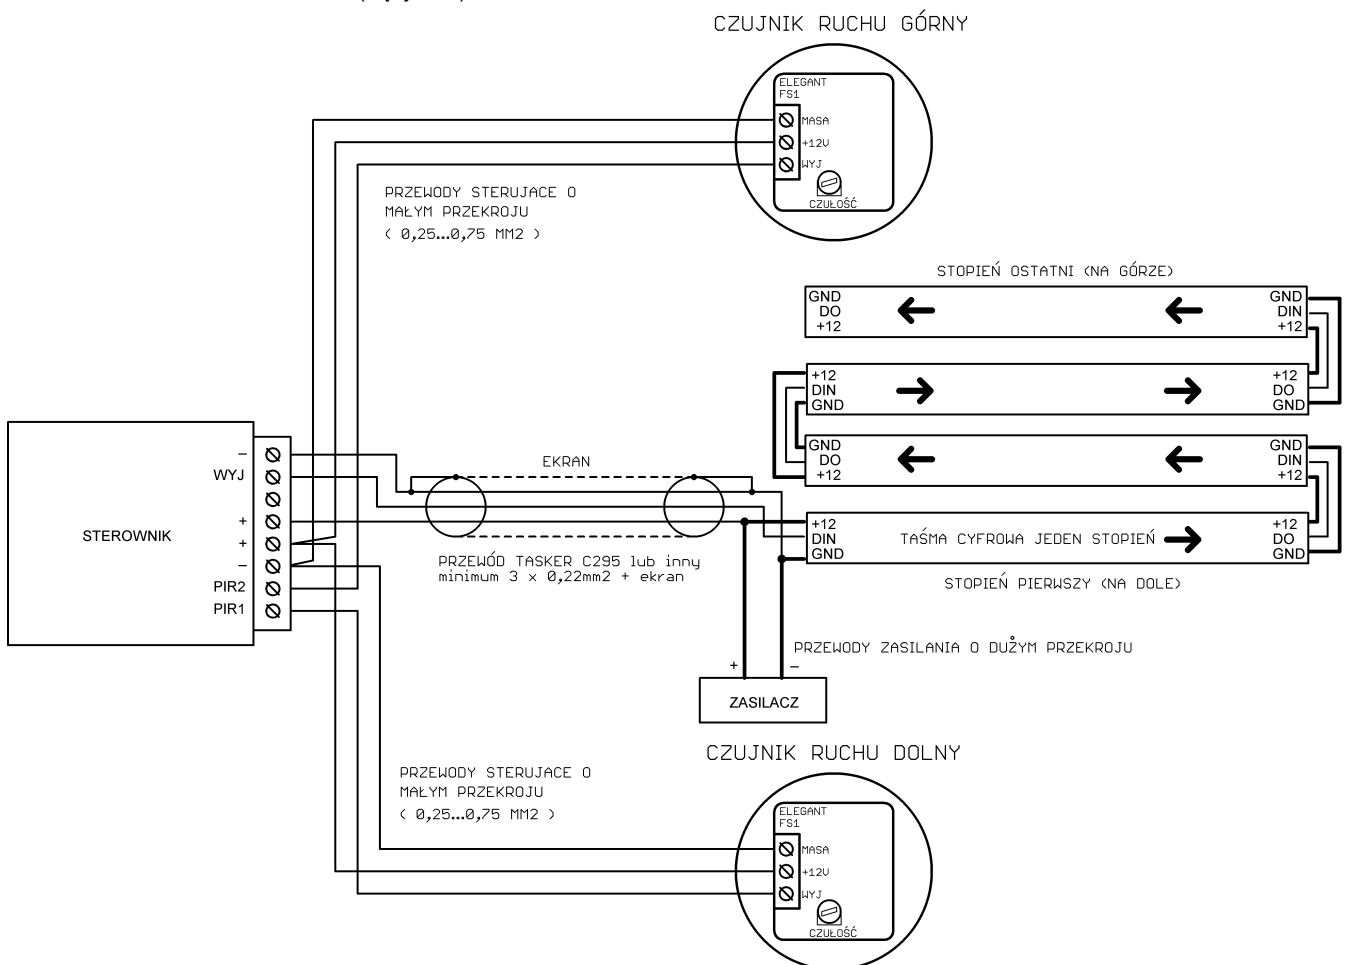 CZUJNIK RUCHU GÓRNY
ELEGANT
FS1
MASA
+12V
WYJ
CZUŁOŚĆ
PRZEWODY STERUJACE O
MAŁYM PRZEKROJU
( 0,25...0,75 MM2 )
STOPIEŃ OSTATNI (NA GÓRZE)
GND
DO
+12
GND
DIN
+12
+12
DIN
GND
+12
DO
GND
GND
DO
+12
GND
DIN
+12
+12
DIN
GND
TAŚMA CYFROWA JEDEN STOPIEŃ
+12
DO
GND
STOPIEŃ PIERWSZY (NA DOLE)
STEROWNIK
–
WYJ
+
+
–
PIR2
PIR1
EKRAN
PRZEWÓD TASKER C295 lub inny
minimum 3 x 0,22mm2 + ekran
PRZEWODY ZASILANIA O DUŻYM PRZEKROJU
+
–
ZASILACZ
CZUJNIK RUCHU DOLNY
PRZEWODY STERUJACE O
MAŁYM PRZEKROJU
( 0,25...0,75 MM2 )
ELEGANT
FS1
MASA
+12V
WYJ
CZUŁOŚĆ